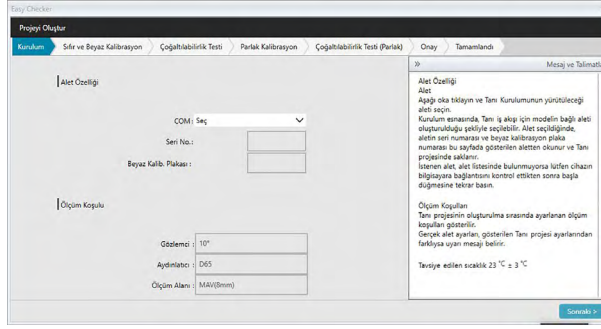 Easy Checker
Projeyi Oluştur
Kurulum
Sıfır ve Beyaz Kalibrasyon
Çoğaltılabilirlik Testi
Parlak Kalibrasyon
Çoğaltılabilirlik Testi (Parlak)
Onay
Tamamlandı
Alet Özelliği
COM: Seç
Seri No.:
Beyaz Kalib. Plakası :
Ölçüm Koşulu
Gözlemci : 10°
Aydınlatıcı : D65
Ölçüm Alanı : MAV(8mm)
» Mesaj ve Talimatla
Alet Özelliği
Alet
Aşağı oka tıklayın ve Tanı Kurulumunun yürütüleceği
aleti seçin.
Kurulum esnasında, Tanı iş akışı için modelin bağlı aleti
oluşturulduğu şekliyle seçilebilir. Alet seçildiğinde,
aletin seri numarası ve beyaz kalibrasyon plaka
numarası bu sayfada gösterilen aletten okunur ve Tanı
projesinde saklanır.
İstenen alet, alet listesinde bulunmuyorsa lütfen cihazın
bilgisayara bağlantısını kontrol ettikten sonra başla
düğmesine tekrar basın.
Ölçüm Koşulları
Tanı projesinin oluşturulma sırasında ayarlanan ölçüm
koşulları gösterilir.
Gerçek alet ayarları, gösterilen Tanı projesi ayarlarından
farklıysa uyarı mesajı belirir.
Tavsiye edilen sıcaklık 23 °C ± 3 °C
Sonraki >